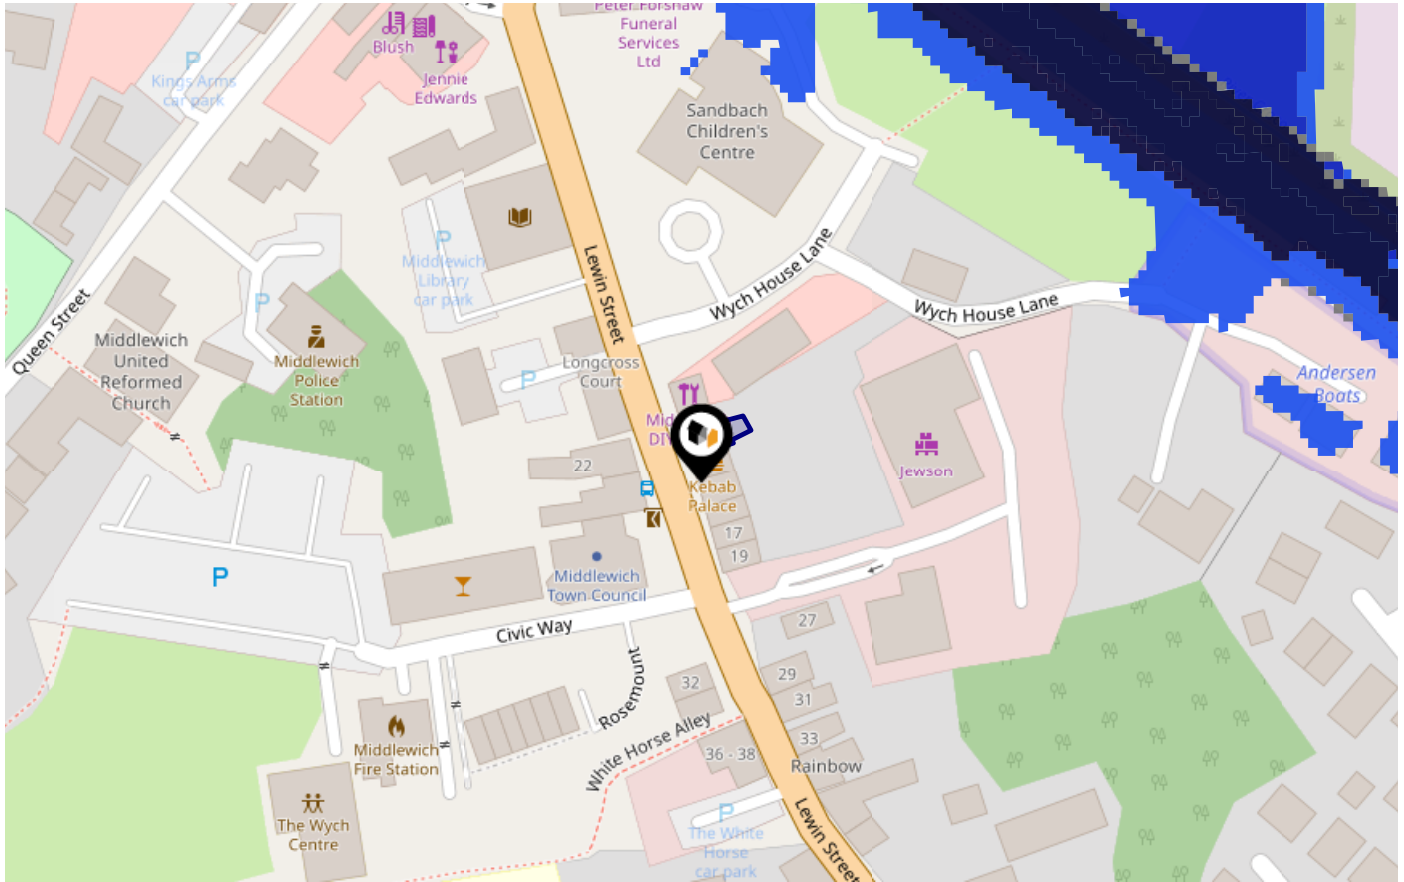 Peter Forshaw
Funeral
Services
Ltd
Blush
Jennie
Edwards
P
Kings Arms
car park
Sandbach
Children's
Centre
P
Middlewich
Library
car park
Lewin Street
Wych House Lane
Wych House Lane
Queen Street
P
Middlewich
United
Reformed
Church
Middlewich
Police
Station
Longcross
Court
P
Andersen
Boats
22
Jewson
Kebab
Palace
17
19
P
Middlewich
Town Council
Civic Way
27
Rosemount
32
29
31
White Horse Alley
33
36 - 38
Rainbow
Middlewich
Fire Station
The Wych
Centre
P
The White
Horse
car park
Lewin Street